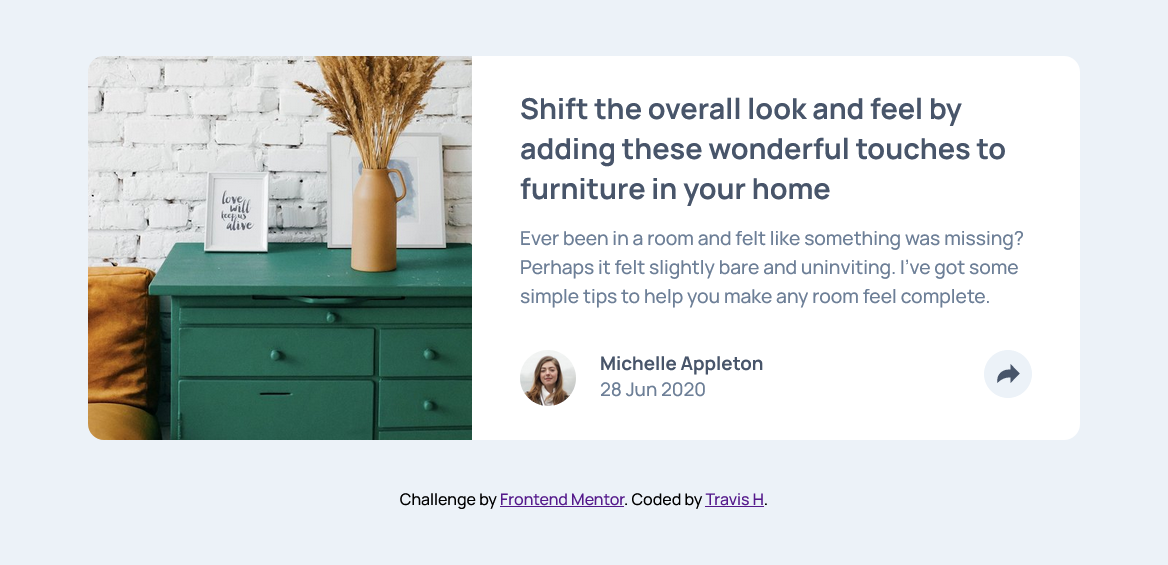 love
will
keep us
alive
Shift the overall look and feel by
adding these wonderful touches to
furniture in your home
Ever been in a room and felt like something was missing?
Perhaps it felt slightly bare and uninviting. I've got some
simple tips to help you make any room feel complete.
Michelle Appleton
28 Jun 2020
Challenge by Frontend Mentor. Coded by Travis H.